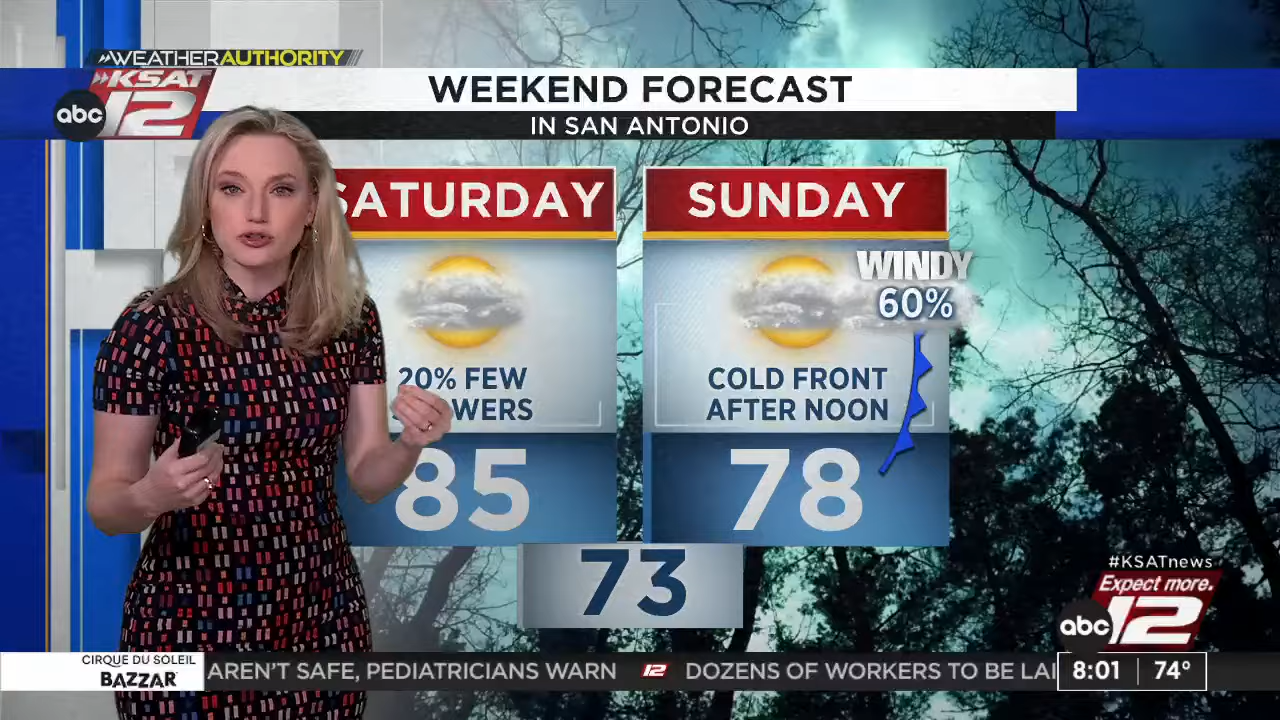 WEATHERAUTHORITY
KSAT
abc 12
WEEKEND FORECAST
IN SAN ANTONIO
SATURDAY
20% FEW
WERS
85
SUNDAY
WINDY
60%
COLD FRONT
AFTER NOON
78
73
#KSATnews
Expect more.
abc 12
CIRQUE DU SOLEIL
BAZZAR
AREN'T SAFE, PEDIATRICIANS WARN 12 DOZENS OF WORKERS TO BE LAI
8:01 74°